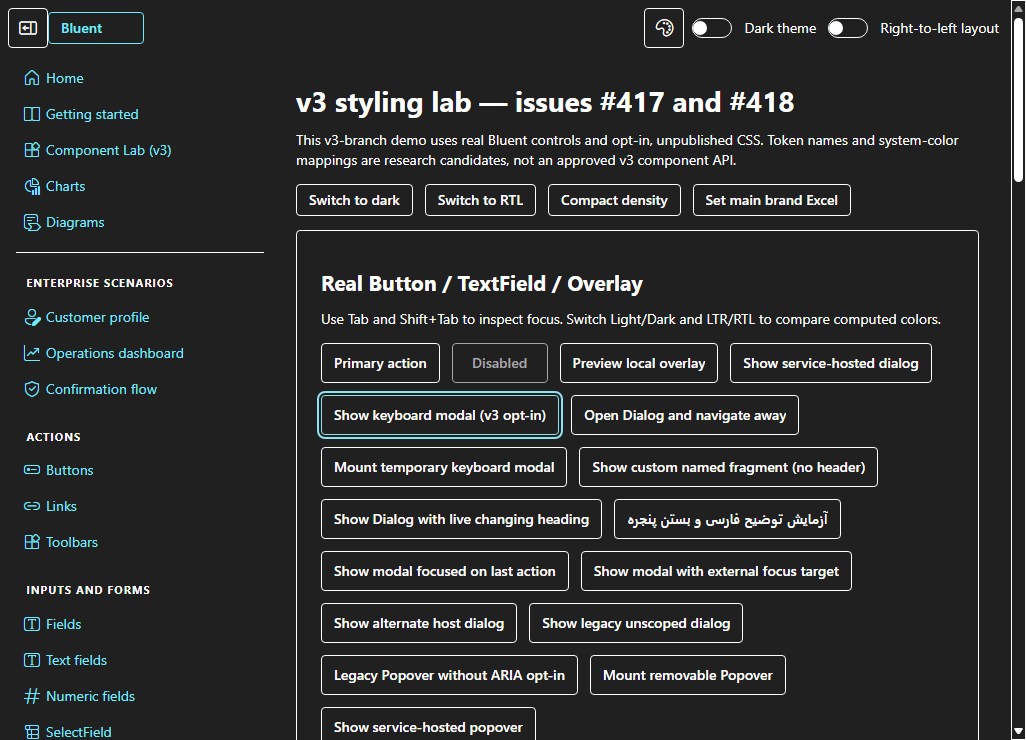 Bluent
Dark theme
Right-to-left layout
Home
Getting started
Component Lab (v3)
Charts
Diagrams
ENTERPRISE SCENARIOS
Customer profile
Operations dashboard
Confirmation flow
ACTIONS
Buttons
Links
Toolbars
INPUTS AND FORMS
Fields
Text fields
Numeric fields
SelectField
v3 styling lab — issues #417 and #418
This v3-branch demo uses real Bluent controls and opt-in, unpublished CSS. Token names and system-color
mappings are research candidates, not an approved v3 component API.
Switch to dark
Switch to RTL
Compact density
Set main brand Excel
Real Button / TextField / Overlay
Use Tab and Shift+Tab to inspect focus. Switch Light/Dark and LTR/RTL to compare computed colors.
Primary action
Disabled
Preview local overlay
Show service-hosted dialog
Show keyboard modal (v3 opt-in)
Open Dialog and navigate away
Mount temporary keyboard modal
Show custom named fragment (no header)
Show Dialog with live changing heading
آزمایش توضیح فارسی و بستن پنجره
Show modal focused on last action
Show modal with external focus target
Show alternate host dialog
Show legacy unscoped dialog
Legacy Popover without ARIA opt-in
Mount removable Popover
Show service-hosted popover